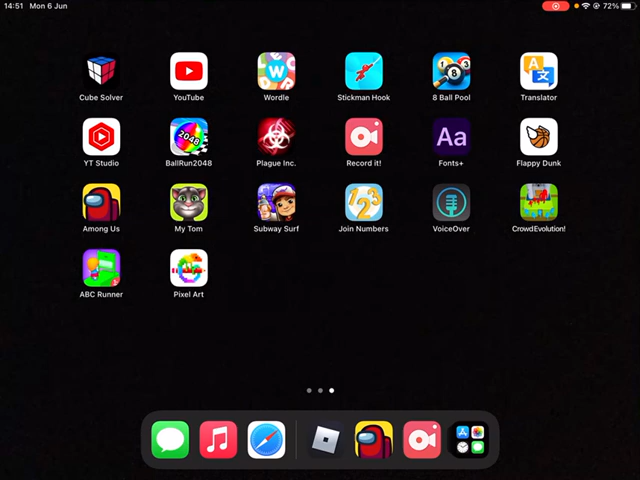 14:51 Mon 6 Jun 72%
Cube Solver YouTube Wordle Stickman Hook 8 Ball Pool Translator
YT Studio BallRun2048 Plague Inc. Record it! Fonts+ Flappy Dunk
Among Us My Tom Subway Surf Join Numbers VoiceOver CrowdEvolution!
ABC Runner Pixel Art